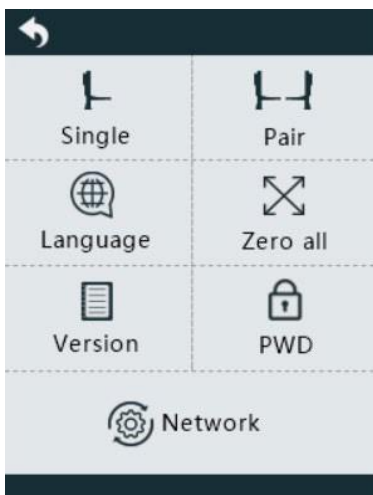 Single
Pair
Language
Zero all
Version
PWD
Network